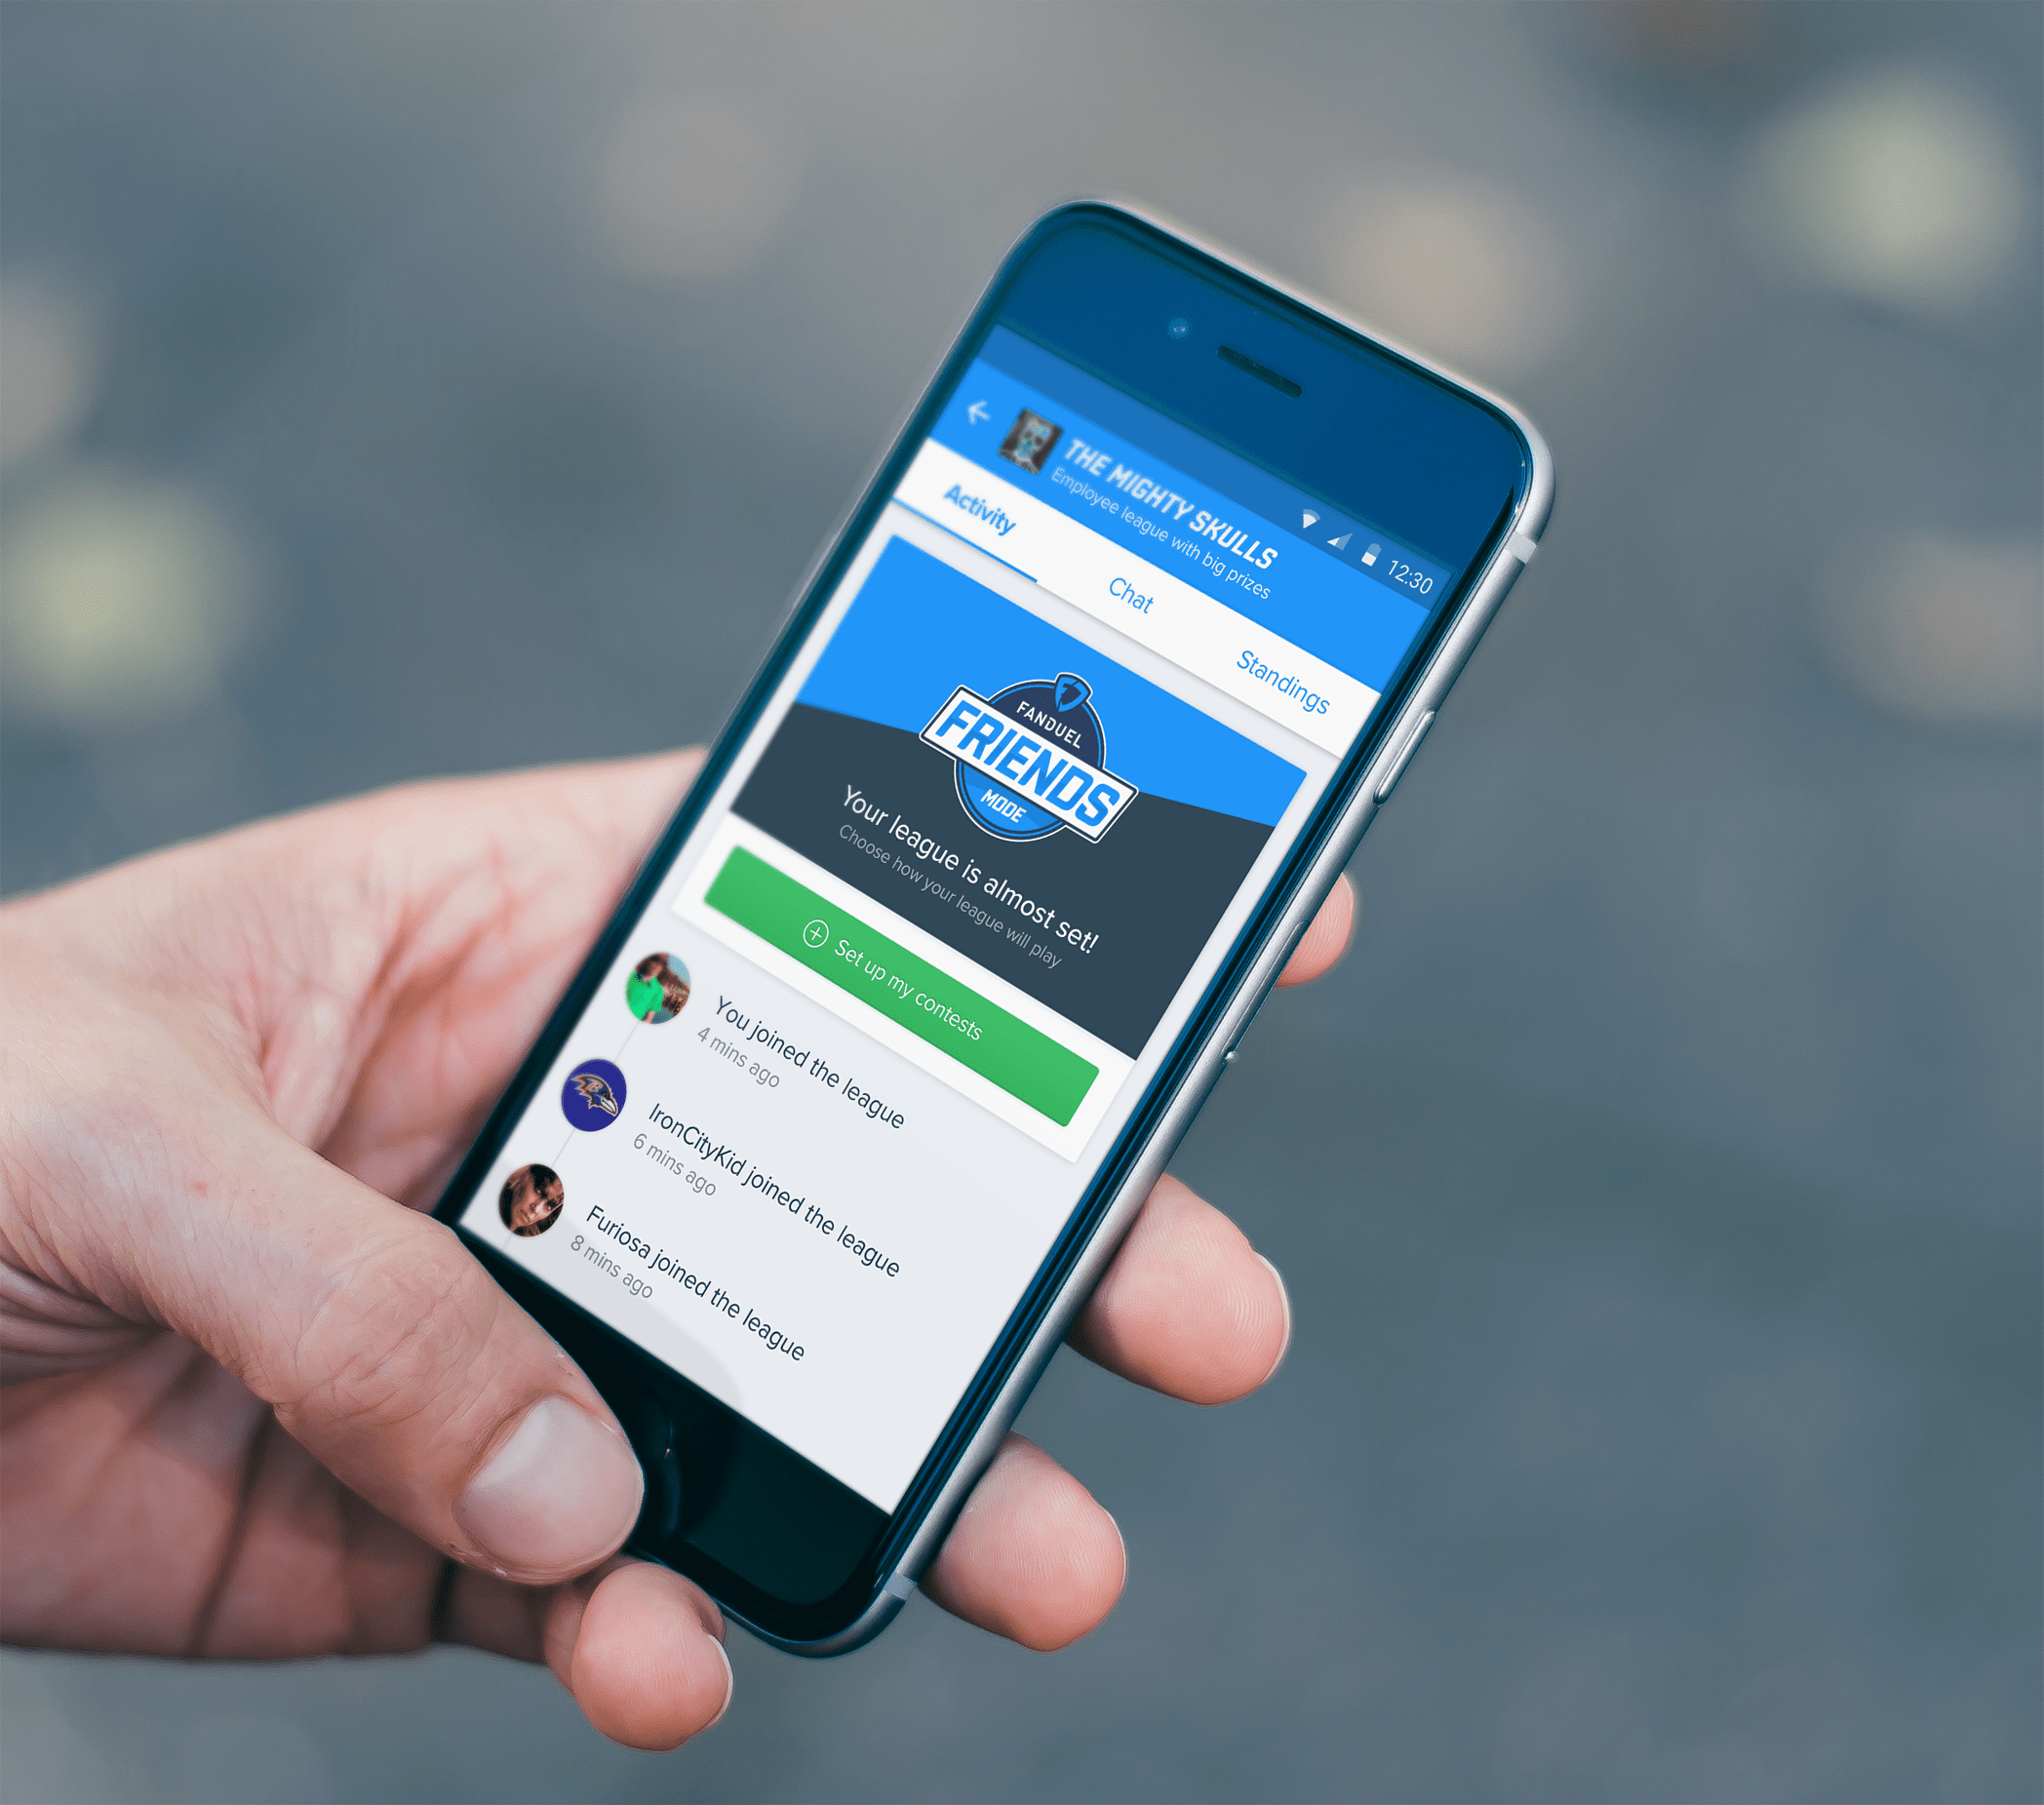 12:30
THE MIGHTY SKULLS
Employee league with big prizes
Activity
Chat
Standings
FANDUEL
FRIENDS
MODE
Your league is almost set!
Choose how your league will play
Set up my contests
You joined the league
4 mins ago
IronCityKid joined the league
6 mins ago
Furiosa joined the league
8 mins ago